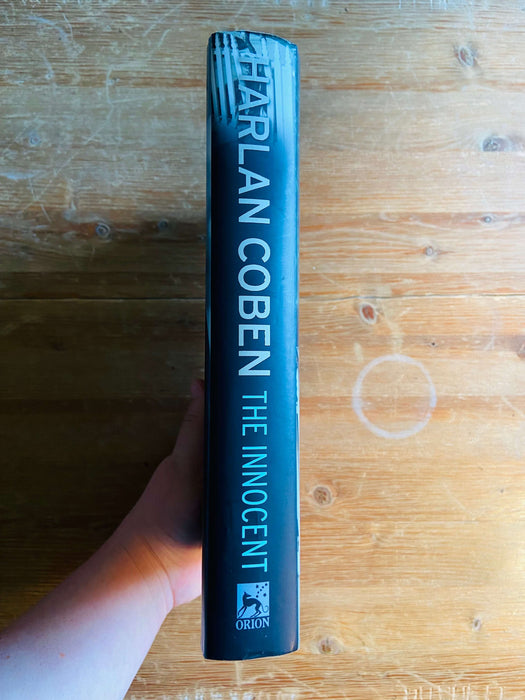 HARLAN COBEN THE INNOCENT
ORION